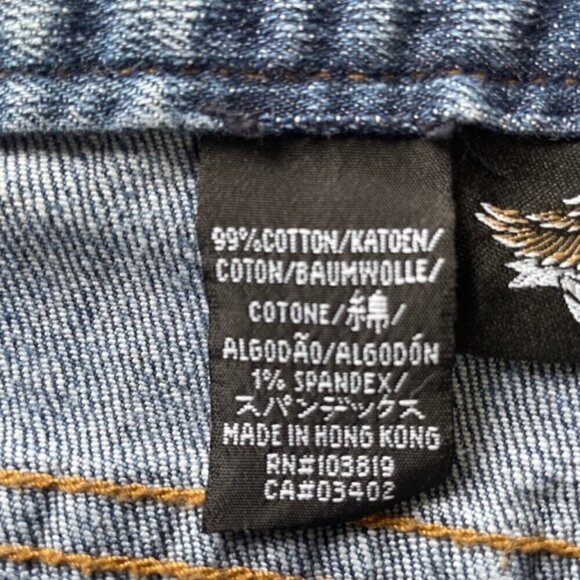 99%COTTON/KATOEN/
COTON/BAUMWOLLE/
COTONE/綿/
ALGODÃO/ALGODÓN
1% SPANDEX/
スパンデックス
MADE IN HONG KONG
RN#103819
CA#03402